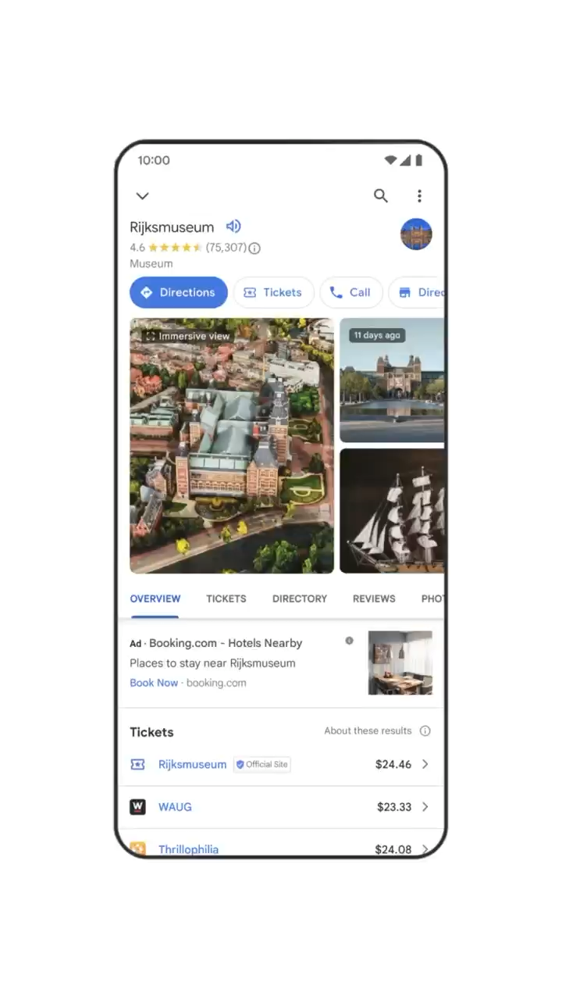 10:00
Rijksmuseum
4.6 (75,307)
Museum
Directions Tickets Call Direc
Immersive view
11 days ago
OVERVIEW TICKETS DIRECTORY REVIEWS PHOT
Ad · Booking.com - Hotels Nearby
Places to stay near Rijksmuseum
Book Now · booking.com
Tickets About these results
Rijksmuseum Official Site $24.46
W WAUG $23.33
Thrillophilia $24.08